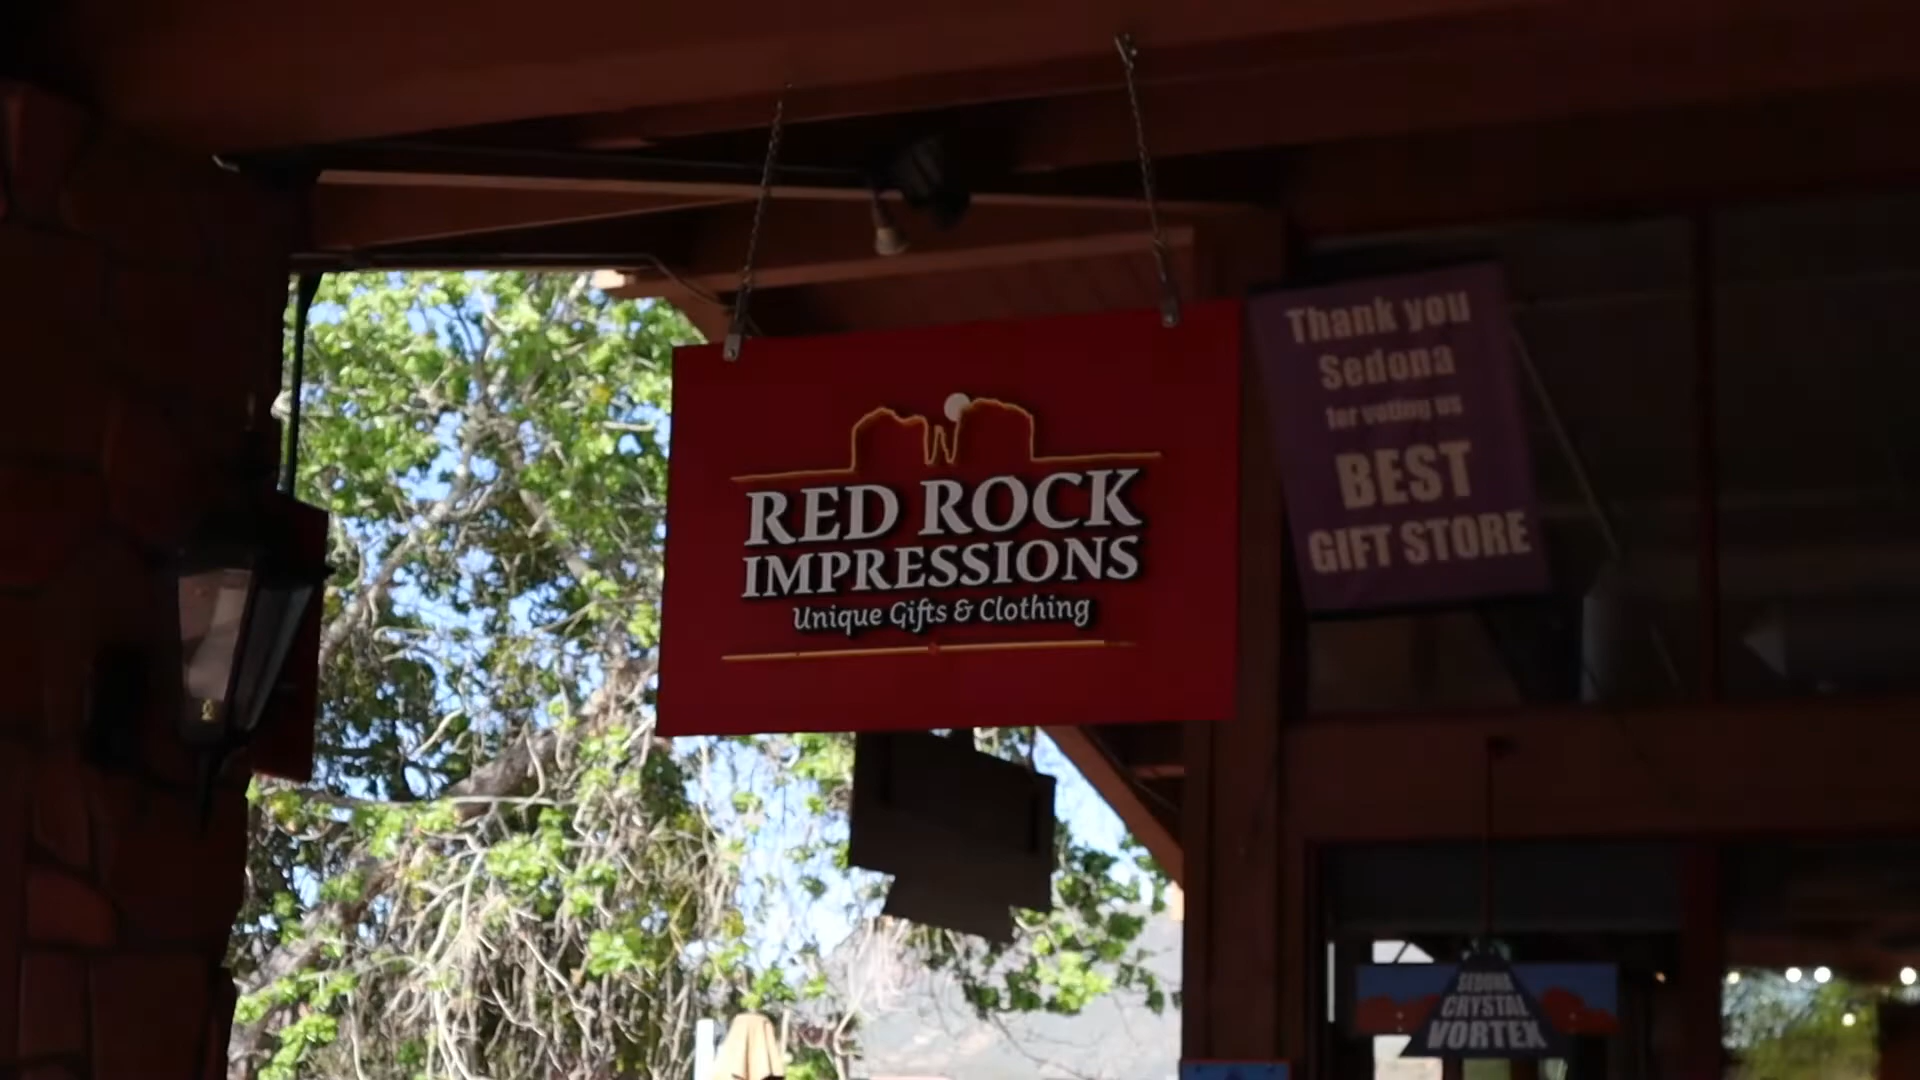 RED ROCK
IMPRESSIONS
Unique Gifts & Clothing
Thank you
Sedona
for voting us
BEST
GIFT STORE
SEDONA
CRYSTAL
VORTEX